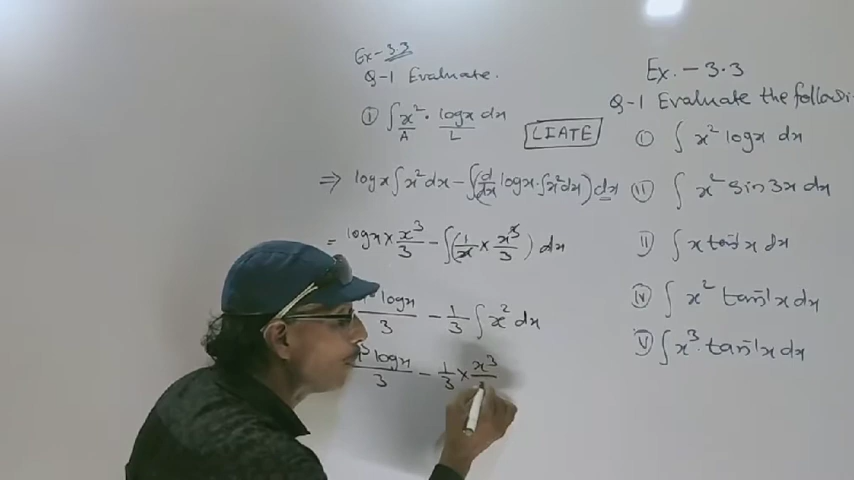 Ex-3.3
Q-1 Evaluate.
① ∫x² · logx dx
A L
LIATE
⇒ logx∫x²dx - ∫(d/dx logx·∫x²dx) dx
= logx × x³/3 - ∫(1/x × x³/3) dx
logx/3 - 1/3 ∫x² dx
³ logx/3 - 1/3 × x³
Ex. - 3.3
Q-1 Evaluate the followi
① ∫ x² logx dx
∫ x² sin3x dx
∫ x tan⁻¹x dx
Ⓘⓥ ∫ x² tan⁻¹x dx
Ⓥ ∫ x³ · tan⁻¹x dx